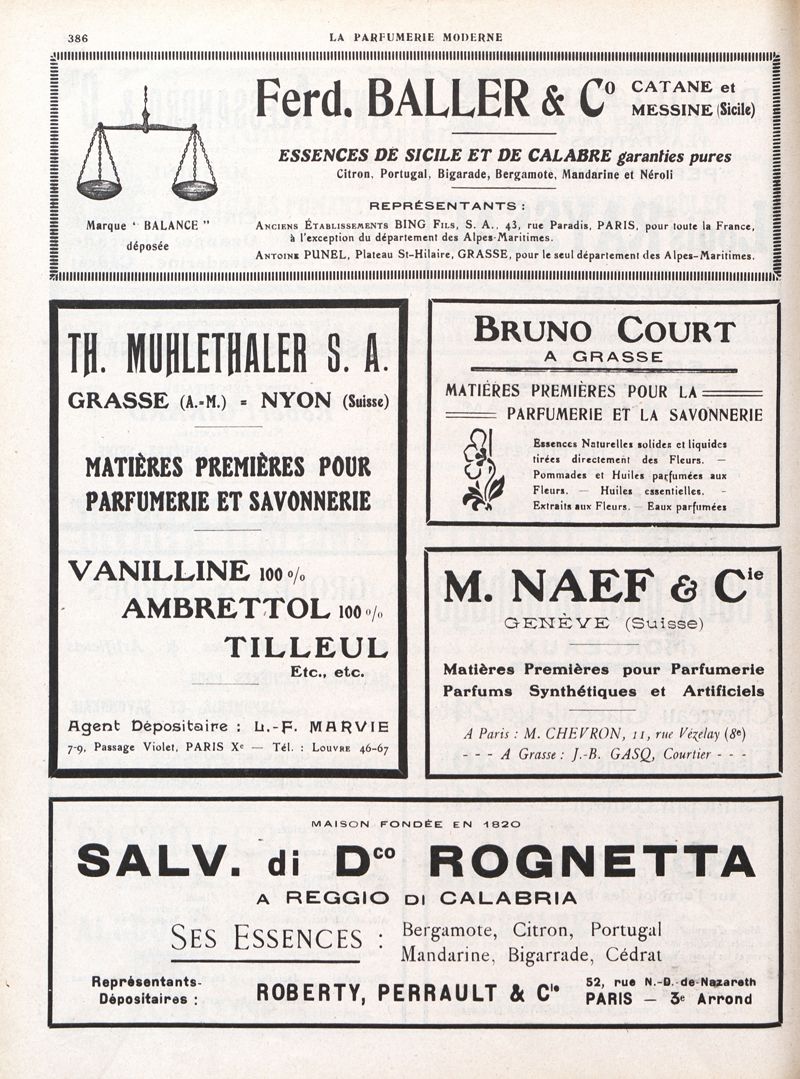 386
LA PARFUMERIE MODERNE
Ferd. BALLER & Cº CATANE et
MESSINE (Sicile)
ESSENCES DE SICILE ET DE CALABRE garanties pures
Citron, Portugal, Bigarade, Bergamote, Mandarine et Néroli
REPRÉSENTANTS :
Marque " BALANCE "
déposée
ANCIENS ÉTABLISSEMENTS BING FILS, S. A., 43, rue Paradis, PARIS, pour toute la France,
à l'exception du département des Alpes-Maritimes.
ANTOINE PUNEL, Plateau St-Hilaire, GRASSE, pour le seul département des Alpes-Maritimes.
TH. MUHLETHALER S. A.
GRASSE (A.-M.) = NYON (Suisse)
MATIÈRES PREMIÈRES POUR
PARFUMERIE ET SAVONNERIE
VANILLINE 100 %
AMBRETTOL 100 %
TILLEUL
Etc., etc.
Agent Dépositaire : L.-F. MARVIE
7-9, Passage Violet, PARIS Xe — Tél. : LOUVRE 46-67
BRUNO COURT
A GRASSE
MATIÈRES PREMIÈRES POUR LA
PARFUMERIE ET LA SAVONNERIE
Essences Naturelles solides et liquides
tirées directement des Fleurs. —
Pommades et Huiles parfumées aux
Fleurs. — Huiles essentielles. -
Extraits aux Fleurs. — Eaux parfumées
M. NAEF & Cie
GENÈVE (Suisse)
Matières Premières pour Parfumerie
Parfums Synthétiques et Artificiels
A Paris : M. CHEVRON, 11, rue Vézelay (8e)
- - - A Grasse : J.-B. GASQ, Courtier - - -
MAISON FONDÉE EN 1820
SALV. di Dco ROGNETTA
A REGGIO DI CALABRIA
SES ESSENCES : Bergamote, Citron, Portugal
Mandarine, Bigarrade, Cédrat
Représentants-
Dépositaires :
ROBERTY, PERRAULT & Cie
52, rue N.-D.-de-Nazareth
PARIS — 3e Arrond